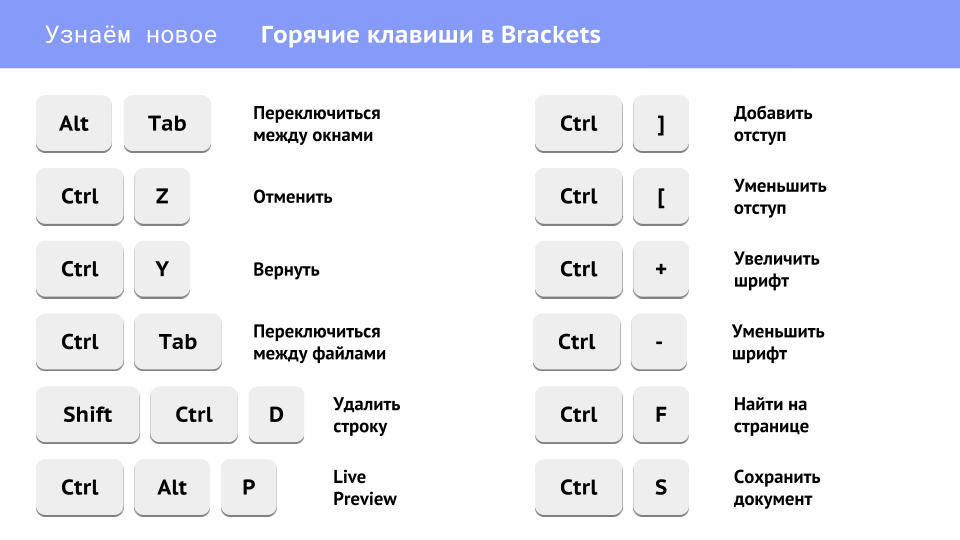 Узнаём новое Горячие клавиши в Brackets
Alt Tab Переключиться
между окнами
Ctrl Z Отменить
Ctrl Y Вернуть
Ctrl Tab Переключиться
между файлами
Shift Ctrl D Удалить
строку
Ctrl Alt P Live
Preview
Ctrl ] Добавить
отступ
Ctrl [ Уменьшить
отступ
Ctrl + Увеличить
шрифт
Ctrl - Уменьшить
шрифт
Ctrl F Найти на
странице
Ctrl S Сохранить
документ